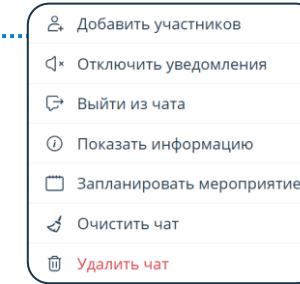 Добавить участников
Отключить уведомления
Выйти из чата
Показать информацию
Запланировать мероприятие
Очистить чат
Удалить чат